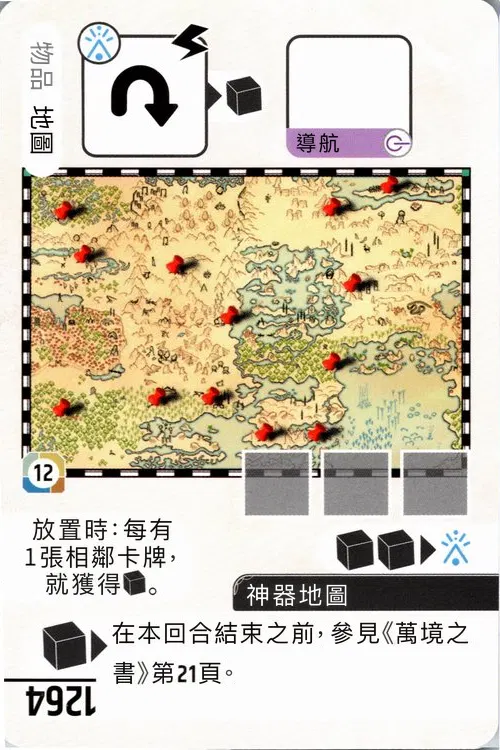 物品 地圖
導航
12
放置時：每有
1張相鄰卡牌，
就獲得。
神器地圖
在本回合結束之前，參見《萬境之
書》第21頁。
1264